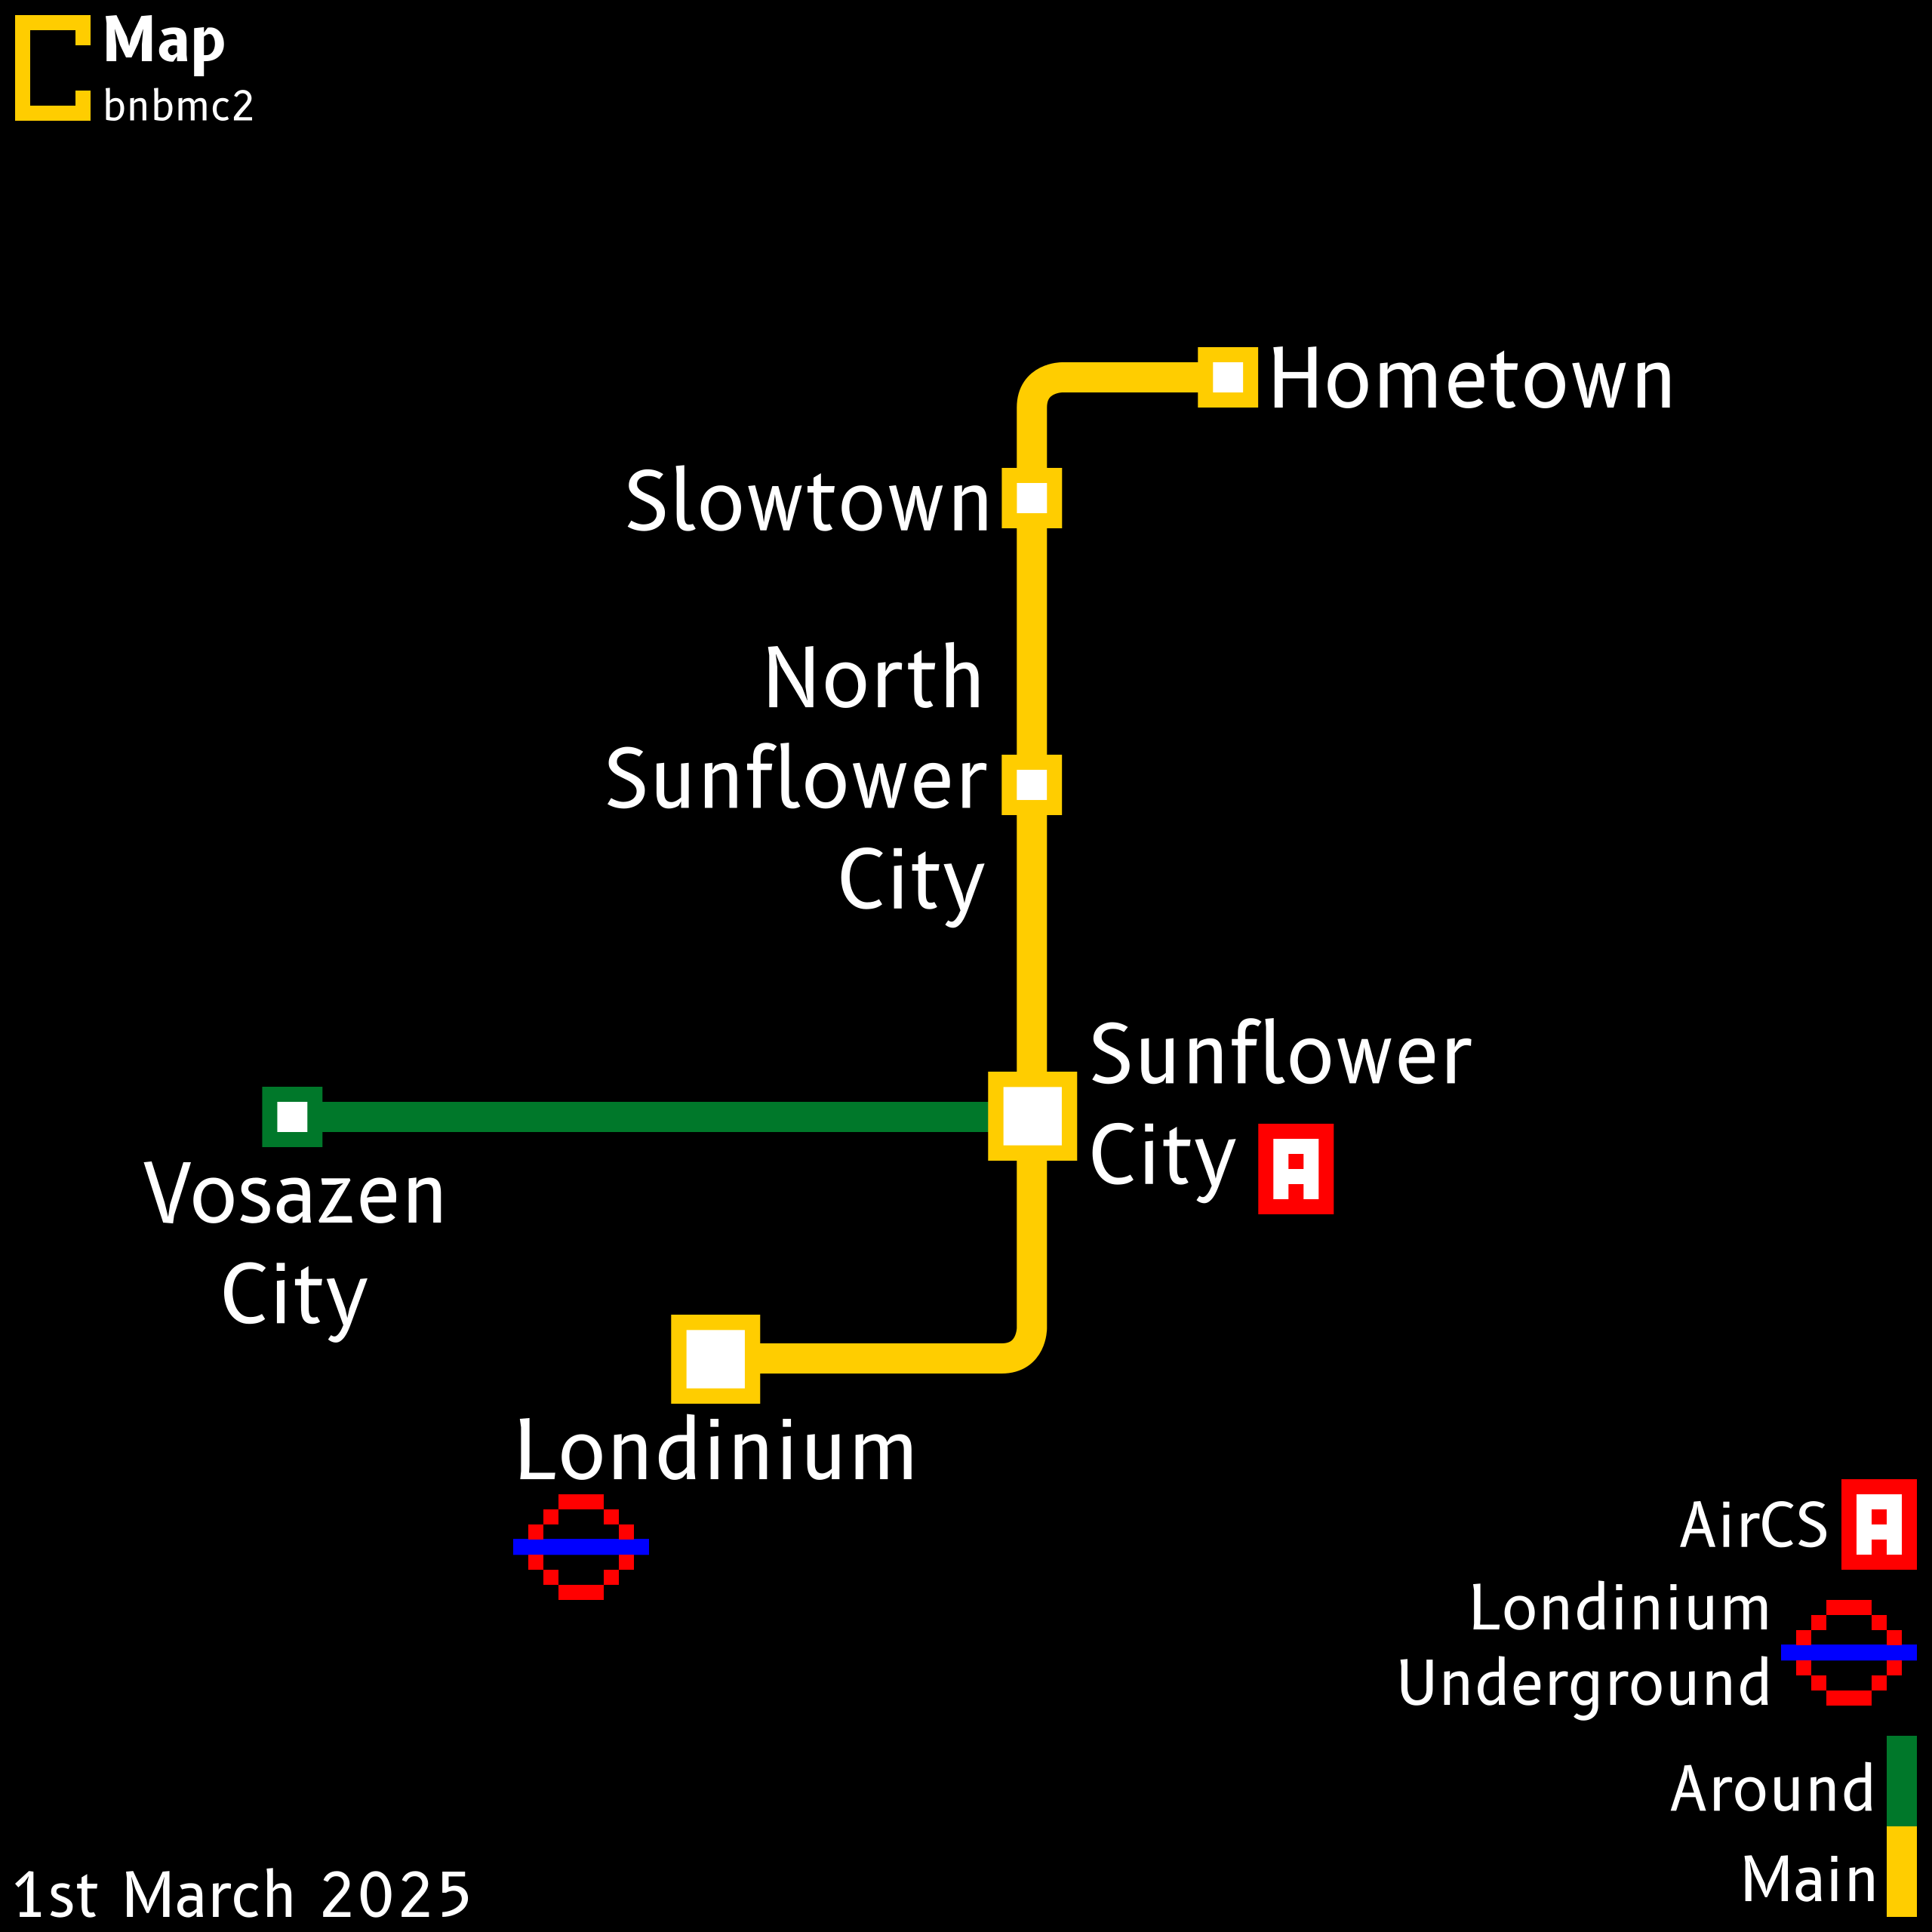 Map
bnbmc2
Hometown
Slowtown
North
Sunflower
City
Sunflower
City
A
Vosazen
City
Londinium
AirCS
A
Londinium
Underground
Around
Main
1st March 2025